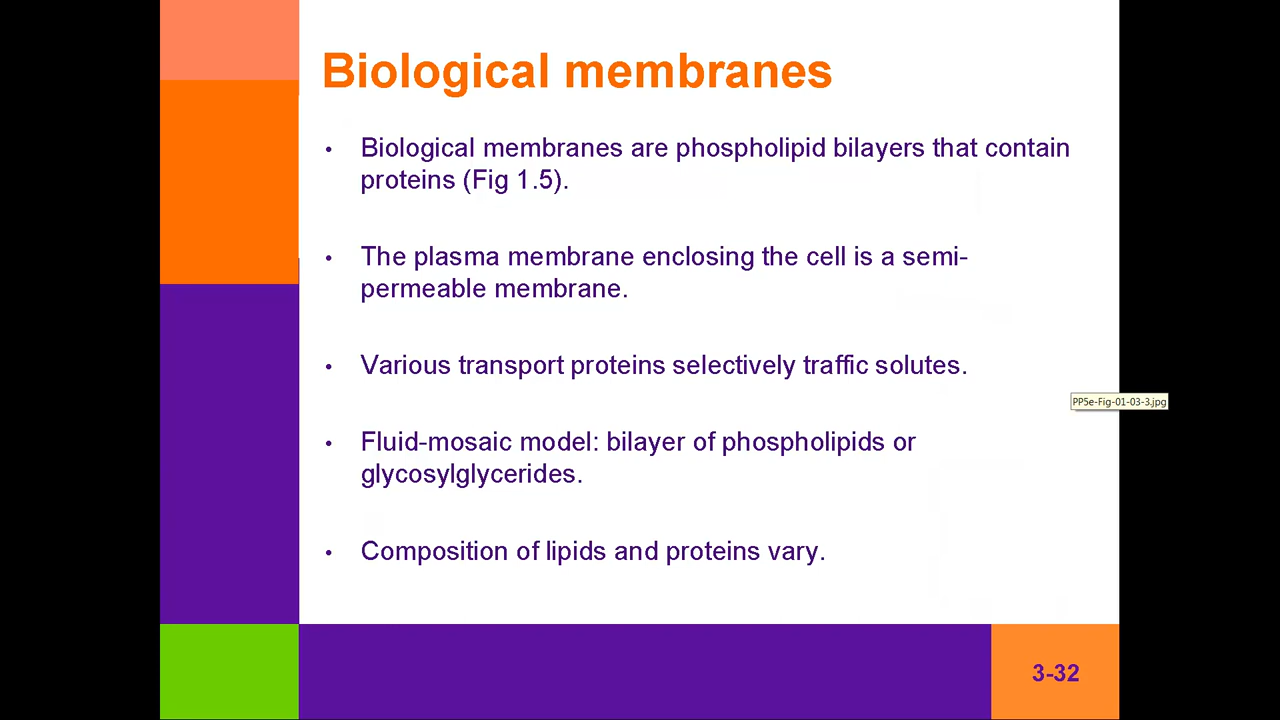 Biological membranes
• Biological membranes are phospholipid bilayers that contain
proteins (Fig 1.5).
• The plasma membrane enclosing the cell is a semi-
permeable membrane.
• Various transport proteins selectively traffic solutes.
PP5e-Fig-01-03-3.jpg
• Fluid-mosaic model: bilayer of phospholipids or
glycosylglycerides.
• Composition of lipids and proteins vary.
3-32